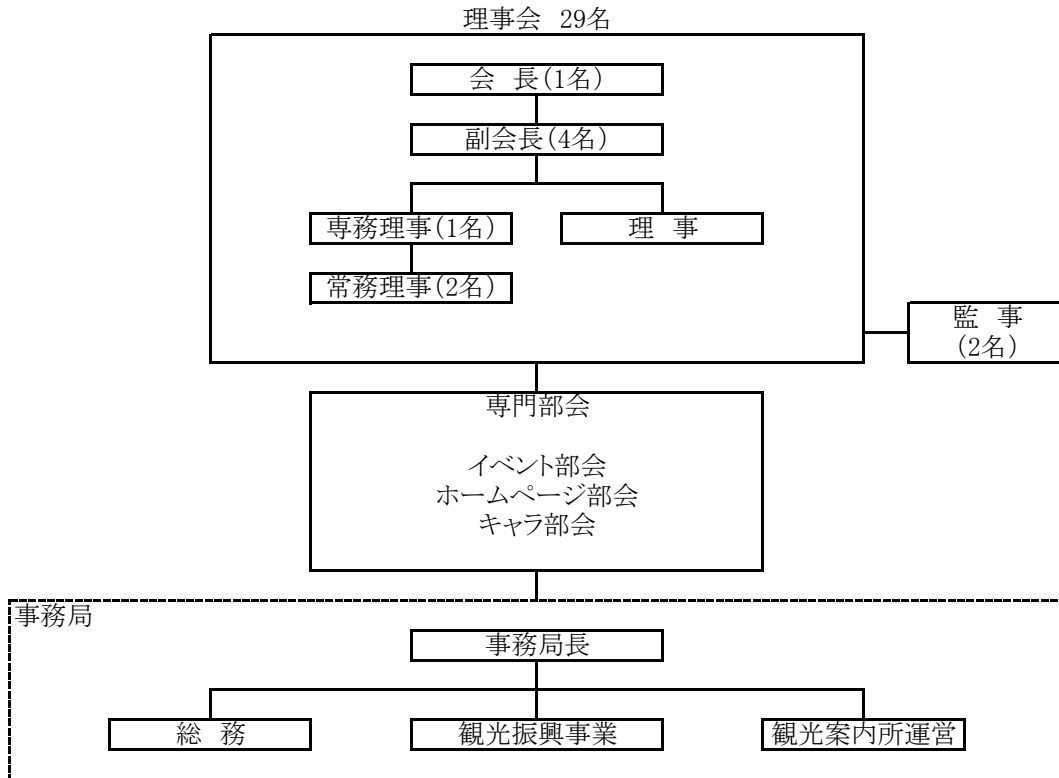 理事会 29名
会 長(1名)
副会長(4名)
専務理事(1名)
理 事
常務理事(2名)
監 事
(2名)
専門部会
イベント部会
ホームページ部会
キャラ部会
事務局
事務局長
総 務
観光振興事業
観光案内所運営